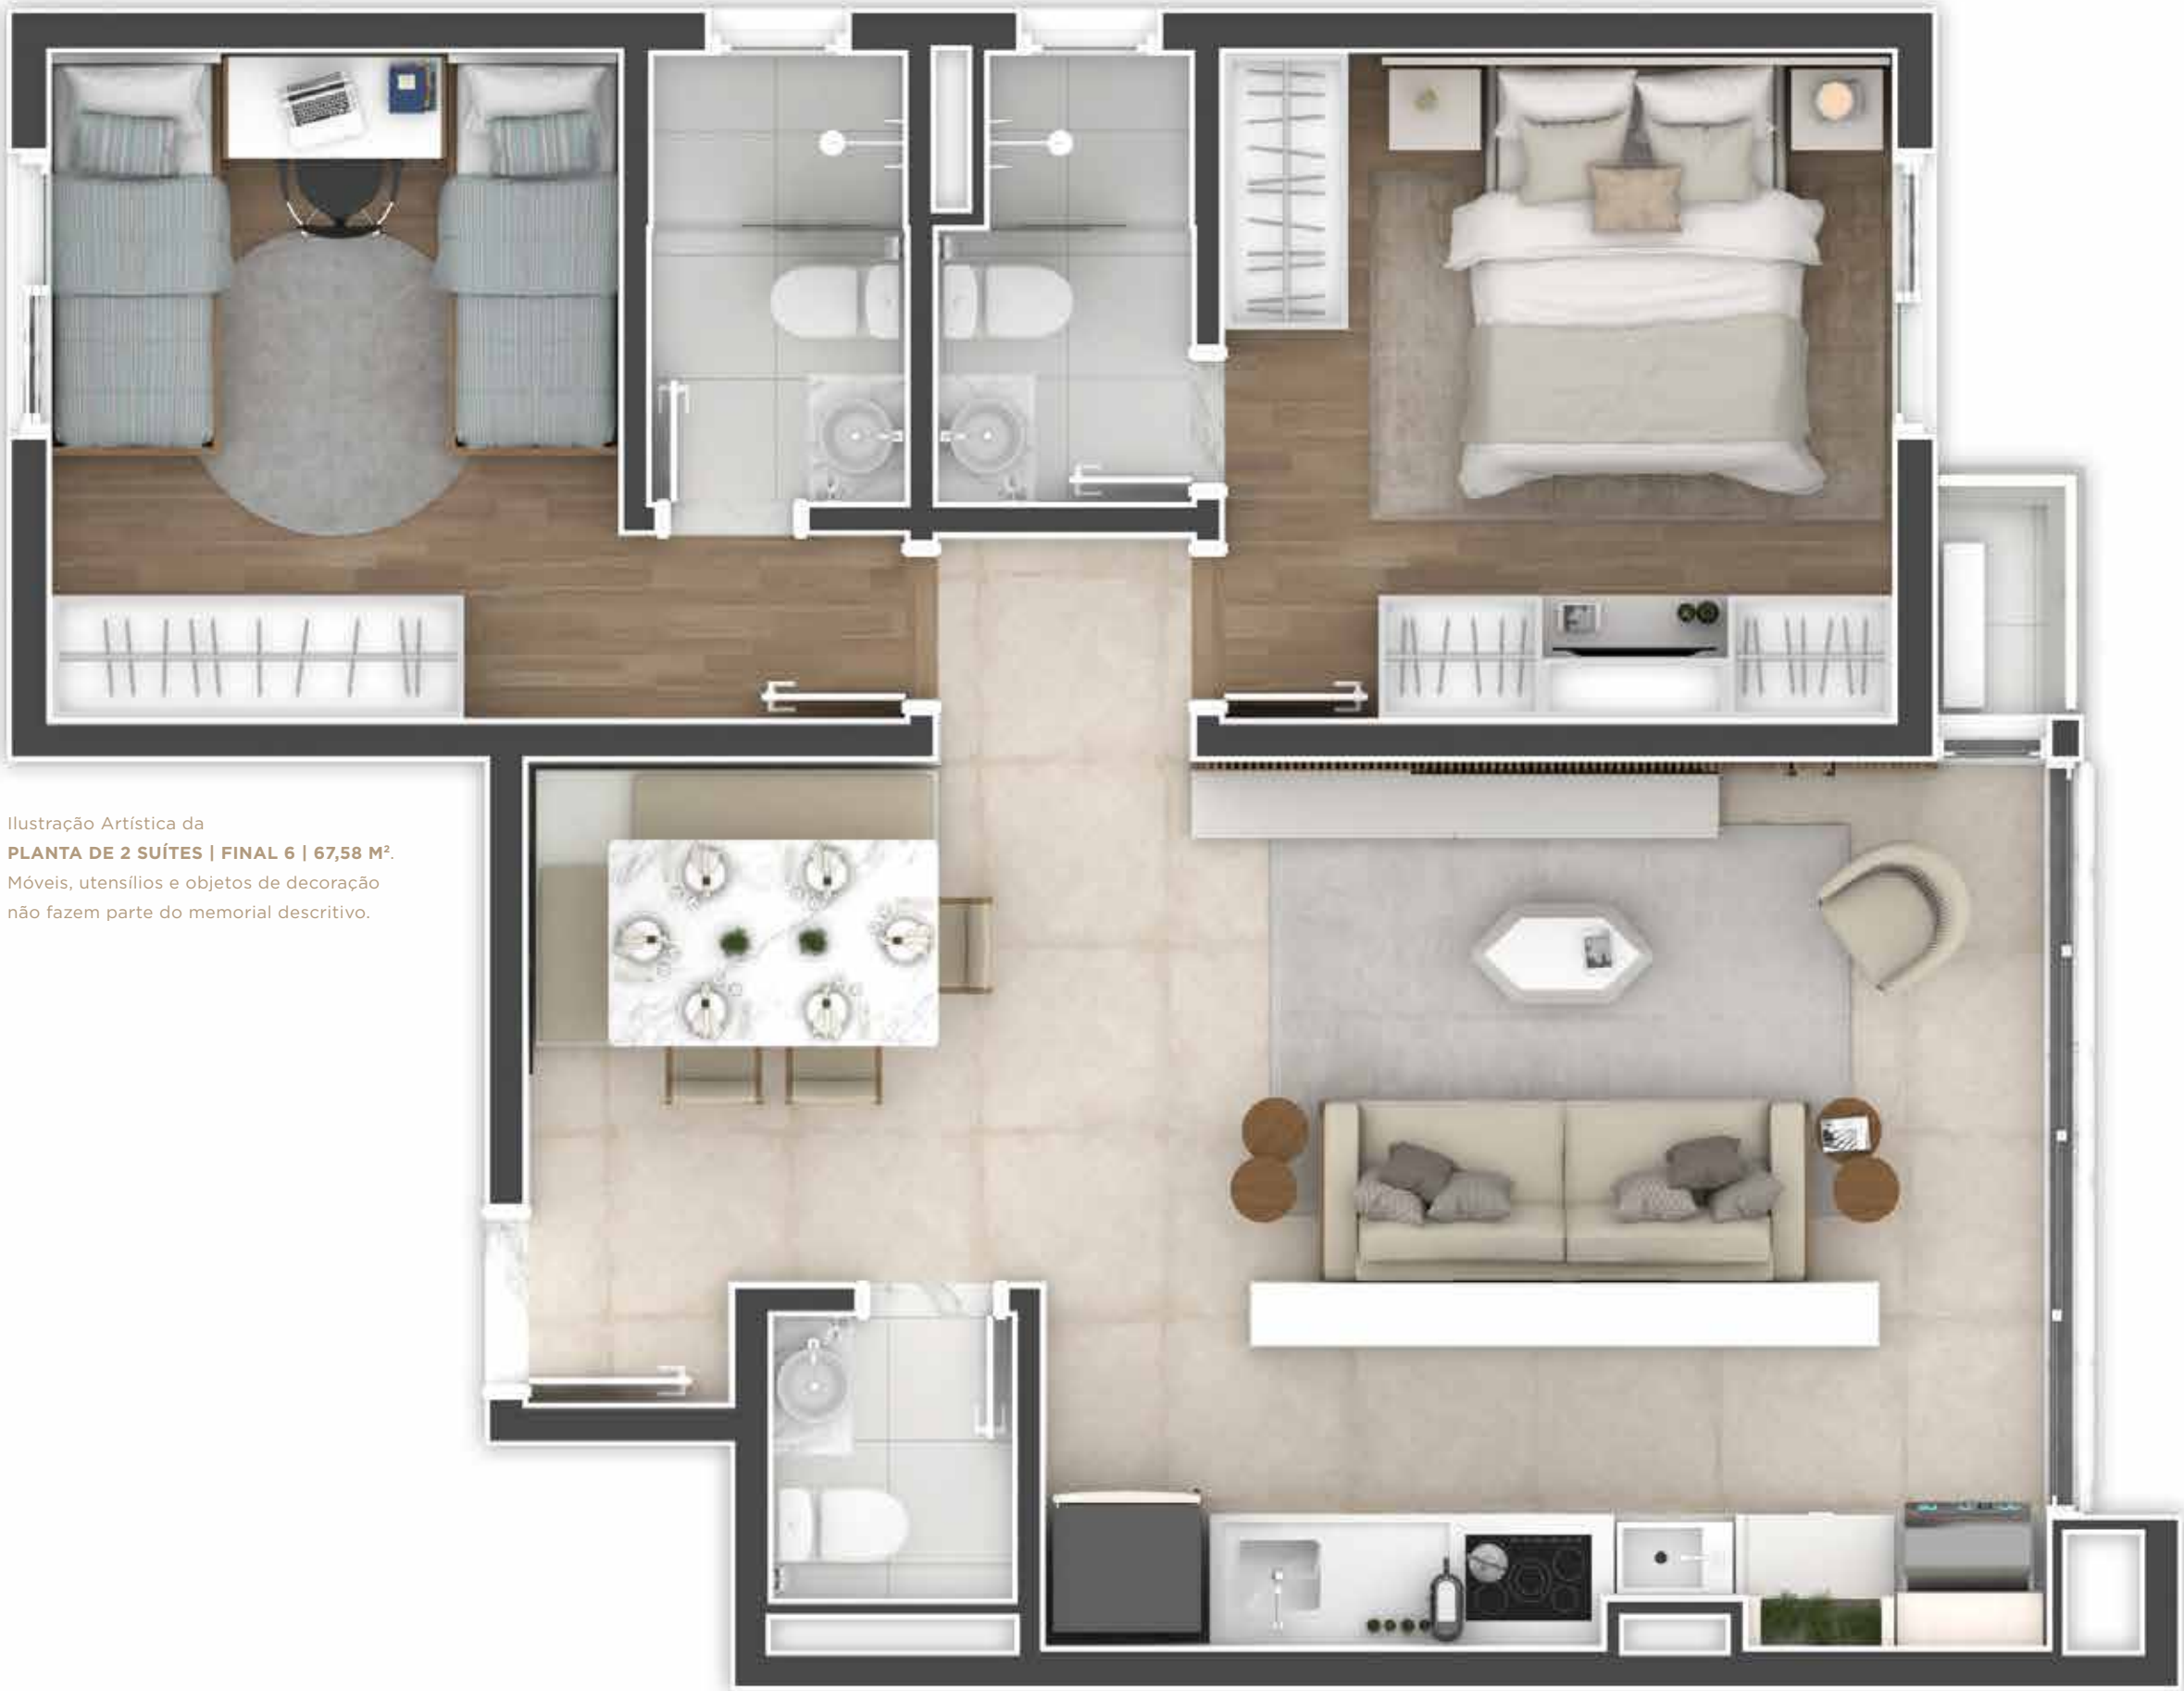 Ilustração Artística da
PLANTA DE 2 SUÍTES | FINAL 6 | 67,58 M².
Móveis, utensílios e objetos de decoração
não fazem parte do memorial descritivo.